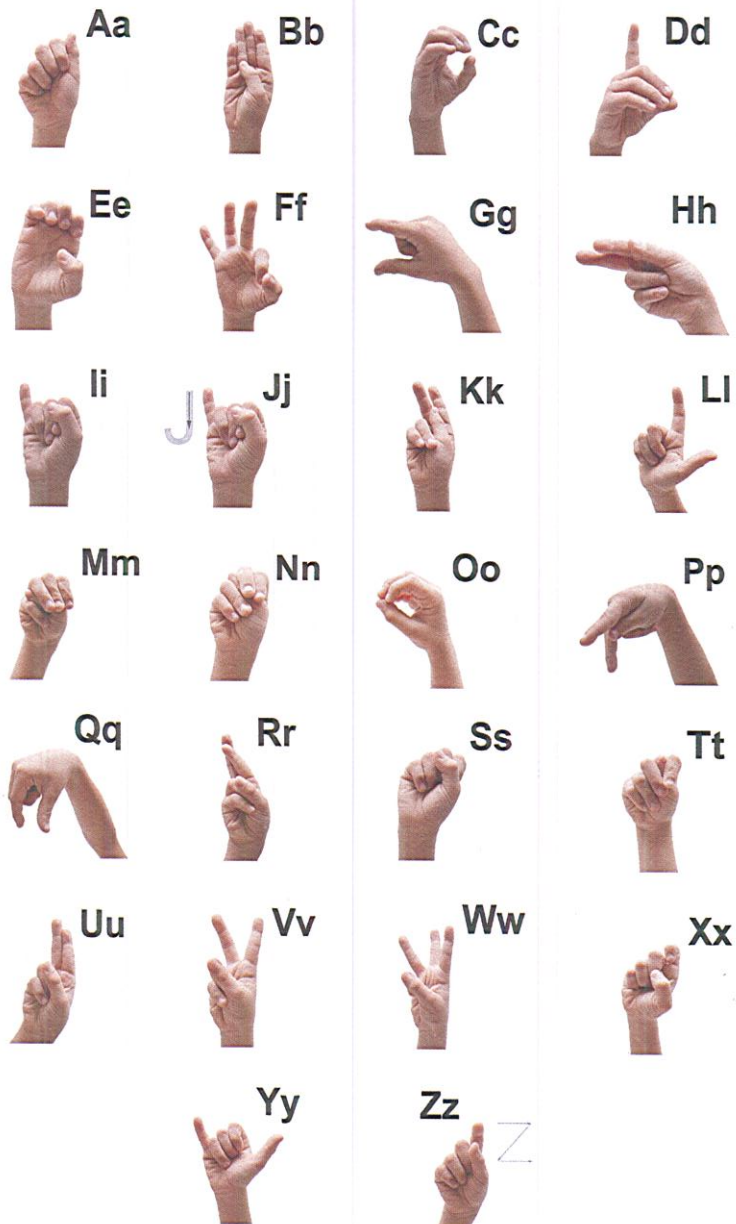 Aa Bb Cc Dd
Ee Ff Gg Hh
Ii J Jj Kk Ll
Mm Nn Oo Pp
Qq Rr Ss Tt
Uu Vv Ww Xx
Yy Zz Z